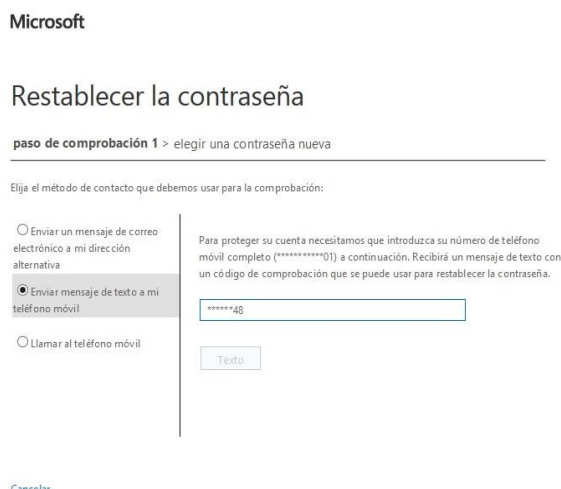 Microsoft
Restablecer la contraseña
paso de comprobación 1 > elegir una contraseña nueva
Elija el método de contacto que debemos usar para la comprobación:
Enviar un mensaje de correo
electrónico a mi dirección
alternativa
Enviar mensaje de texto a mi
teléfono móvil
Llamar al teléfono móvil
Para proteger su cuenta necesitamos que introduzca su número de teléfono
móvil completo (***********01) a continuación. Recibirá un mensaje de texto con
un código de comprobación que se puede usar para restablecer la contraseña.
******48
Texto
Cancelar